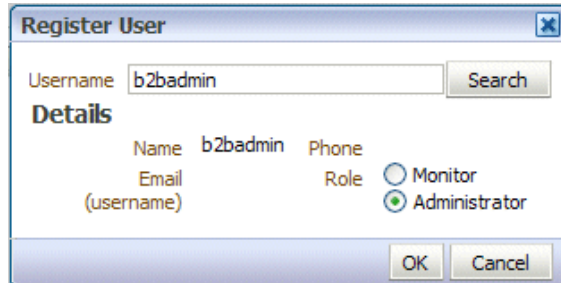 Register User
Username b2badmin Search
Details
Name b2badmin Phone
Email (username) Role Monitor
Administrator
OK Cancel